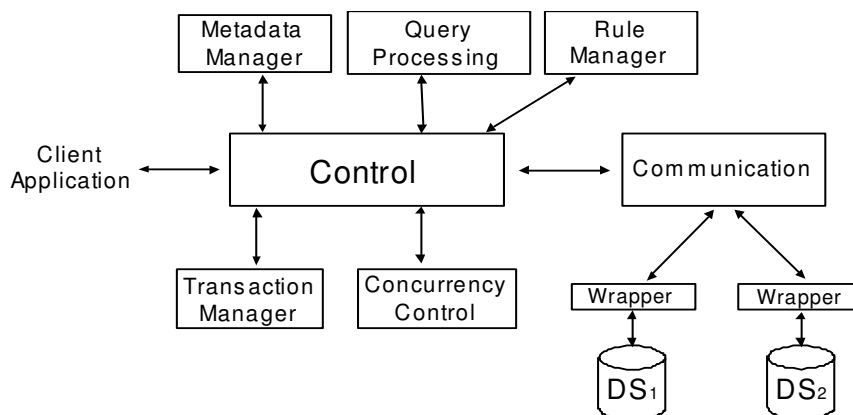 Metadata
Manager
Query
Processing
Rule
Manager
Client
Application
Control
Communication
Transaction
Manager
Concurrency
Control
Wrapper
Wrapper
DS1
DS2